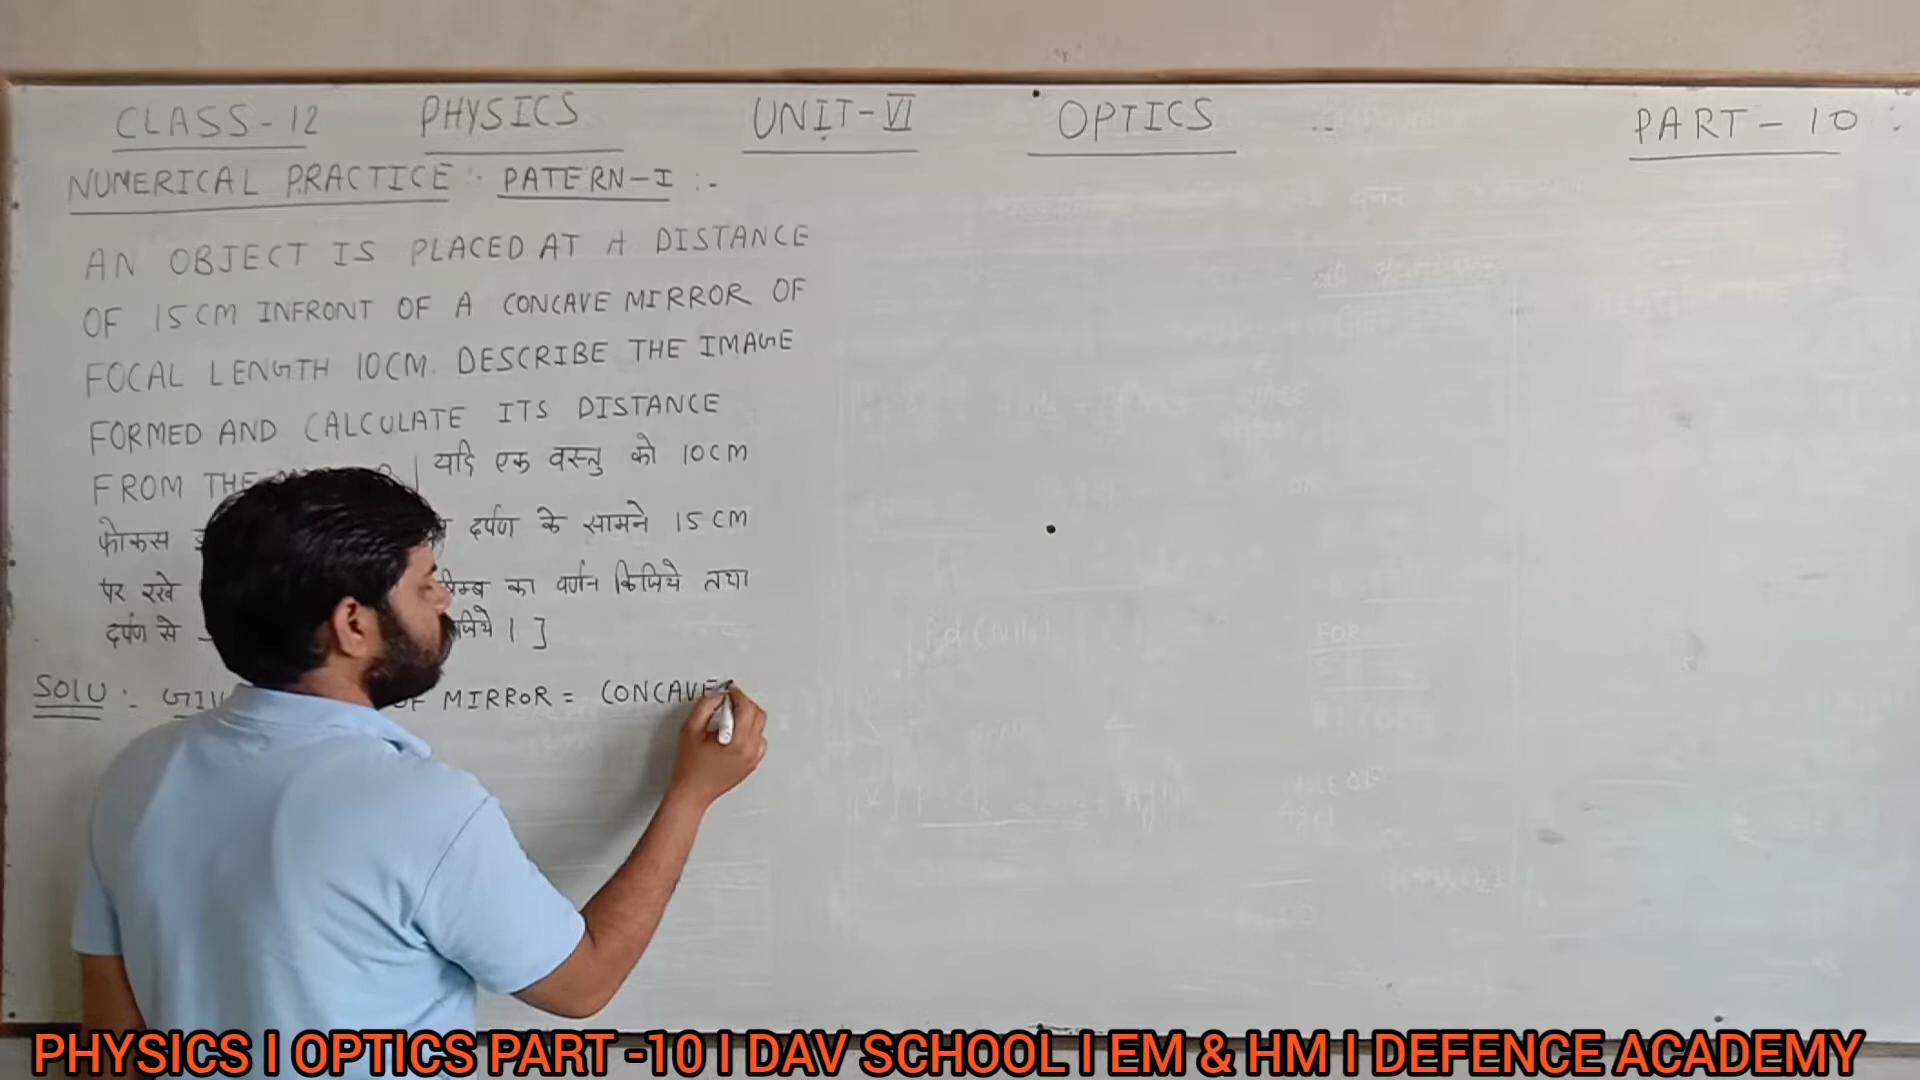 CLASS-12 PHYSICS UNIT-VI OPTICS PART-10 :
NUMERICAL PRACTICE :- PATERN-I :-
AN OBJECT IS PLACED AT A DISTANCE
OF 15CM INFRONT OF A CONCAVE MIRROR OF
FOCAL LENGTH 10CM. DESCRIBE THE IMAGE
FORMED AND CALCULATE ITS DISTANCE
FROM THE
यदि एक वस्तु को 10CM
फोकस दर्पण के सामने 15CM
पर रखे का वर्णन किजिये तथा
दर्पण से | ]
SOLU : MIRROR = CONCAVE
PHYSICS I OPTICS PART -10 I DAV SCHOOL I EM & HM I DEFENCE ACADEMY